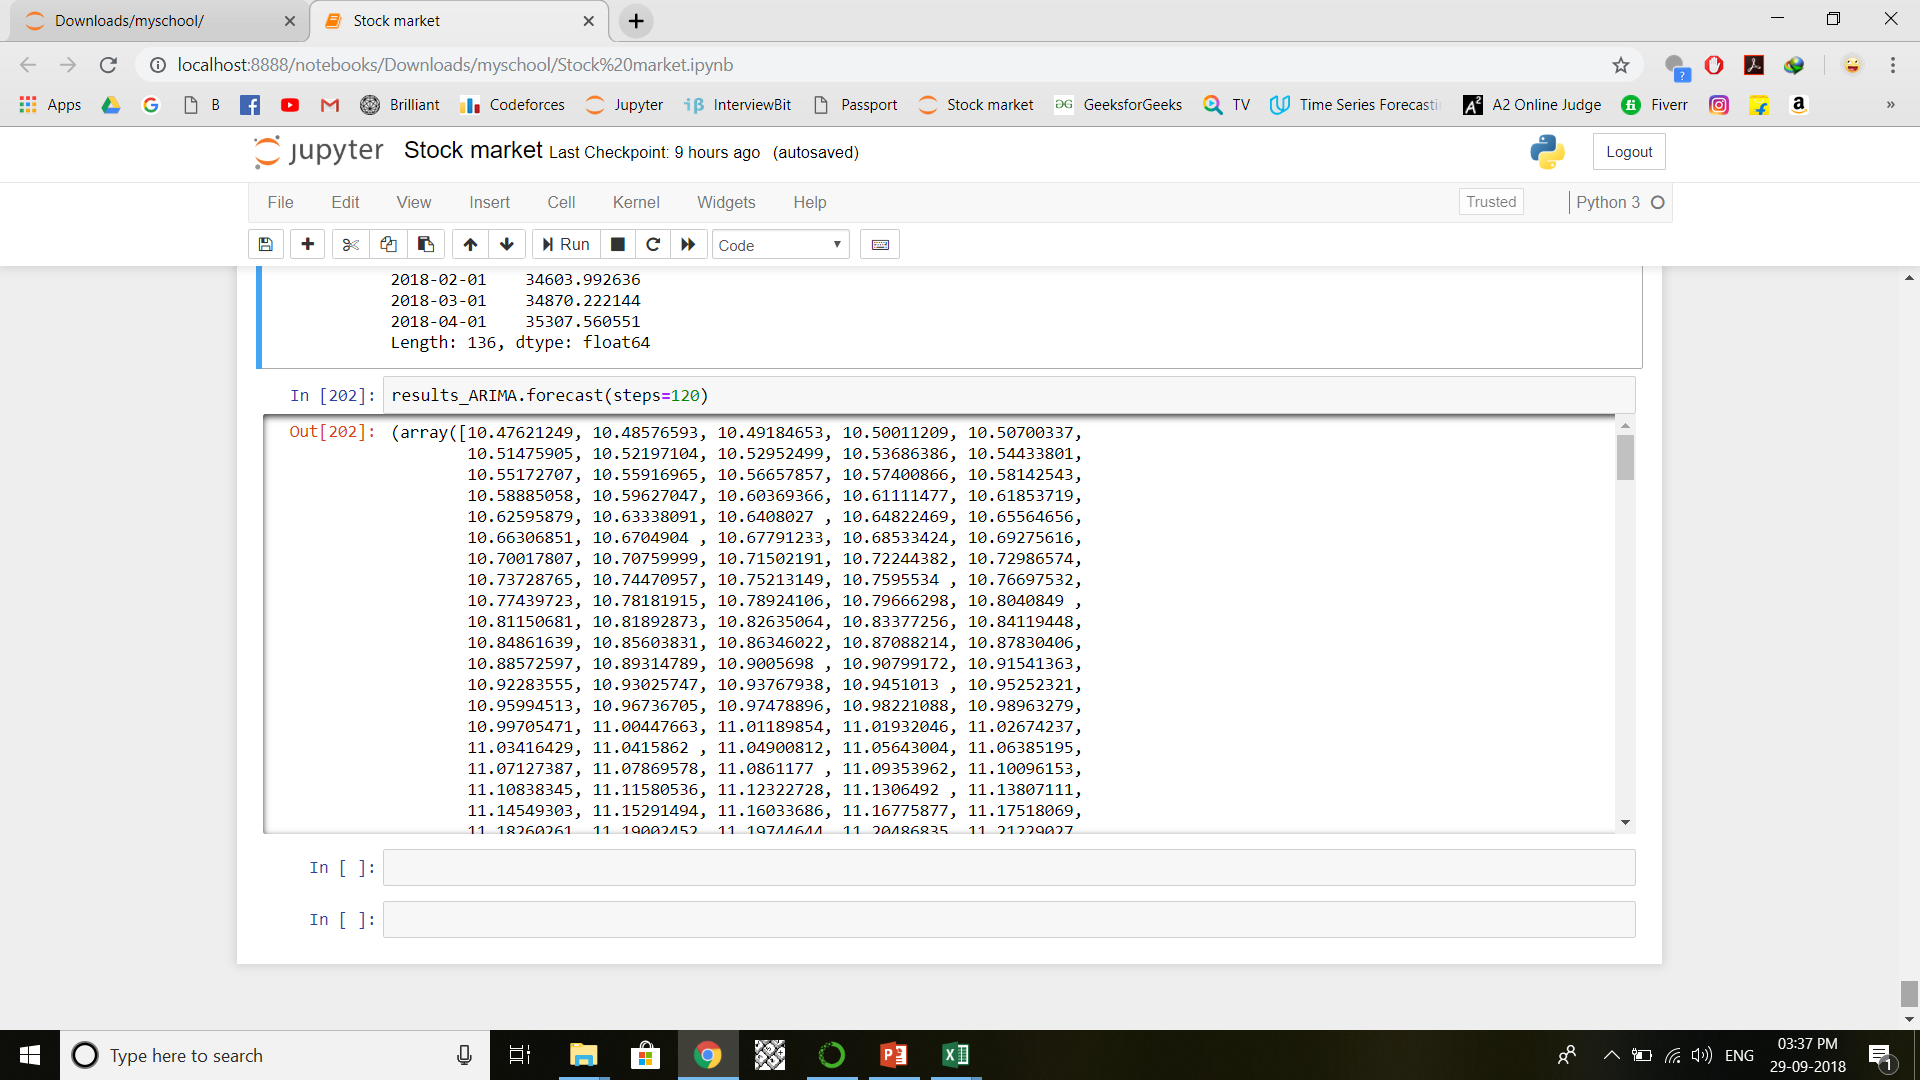 Downloads/myschool/
Stock market
localhost:8888/notebooks/Downloads/myschool/Stock%20market.ipynb
Apps B Brilliant Codeforces Jupyter InterviewBit Passport Stock market GeeksforGeeks TV Time Series Forecasti A2 Online Judge Fiverr »
jupyter Stock market Last Checkpoint: 9 hours ago (autosaved) Logout
File Edit View Insert Cell Kernel Widgets Help Trusted Python 3
Run Code
2018-02-01 34603.992636
2018-03-01 34870.222144
2018-04-01 35307.560551
Length: 136, dtype: float64
In [202]: results_ARIMA.forecast(steps=120)
Out[202]: (array([10.47621249, 10.48576593, 10.49184653, 10.50011209, 10.50700337,
10.51475905, 10.52197104, 10.52952499, 10.53686386, 10.54433801,
10.55172707, 10.55916965, 10.56657857, 10.57400866, 10.58142543,
10.58885058, 10.59627047, 10.60369366, 10.61111477, 10.61853719,
10.62595879, 10.63338091, 10.6408027 , 10.64822469, 10.65564656,
10.66306851, 10.6704904 , 10.67791233, 10.68533424, 10.69275616,
10.70017807, 10.70759999, 10.71502191, 10.72244382, 10.72986574,
10.73728765, 10.74470957, 10.75213149, 10.7595534 , 10.76697532,
10.77439723, 10.78181915, 10.78924106, 10.79666298, 10.8040849 ,
10.81150681, 10.81892873, 10.82635064, 10.83377256, 10.84119448,
10.84861639, 10.85603831, 10.86346022, 10.87088214, 10.87830406,
10.88572597, 10.89314789, 10.9005698 , 10.90799172, 10.91541363,
10.92283555, 10.93025747, 10.93767938, 10.9451013 , 10.95252321,
10.95994513, 10.96736705, 10.97478896, 10.98221088, 10.98963279,
10.99705471, 11.00447663, 11.01189854, 11.01932046, 11.02674237,
11.03416429, 11.0415862 , 11.04900812, 11.05643004, 11.06385195,
11.07127387, 11.07869578, 11.0861177 , 11.09353962, 11.10096153,
11.10838345, 11.11580536, 11.12322728, 11.1306492 , 11.13807111,
11.14549303, 11.15291494, 11.16033686, 11.16775877, 11.17518069,
11.18260261, 11.19002452, 11.19744644, 11.20486835, 11.21229027,
In [ ]:
In [ ]:
Type here to search
ENG
03:37 PM
29-09-2018
1